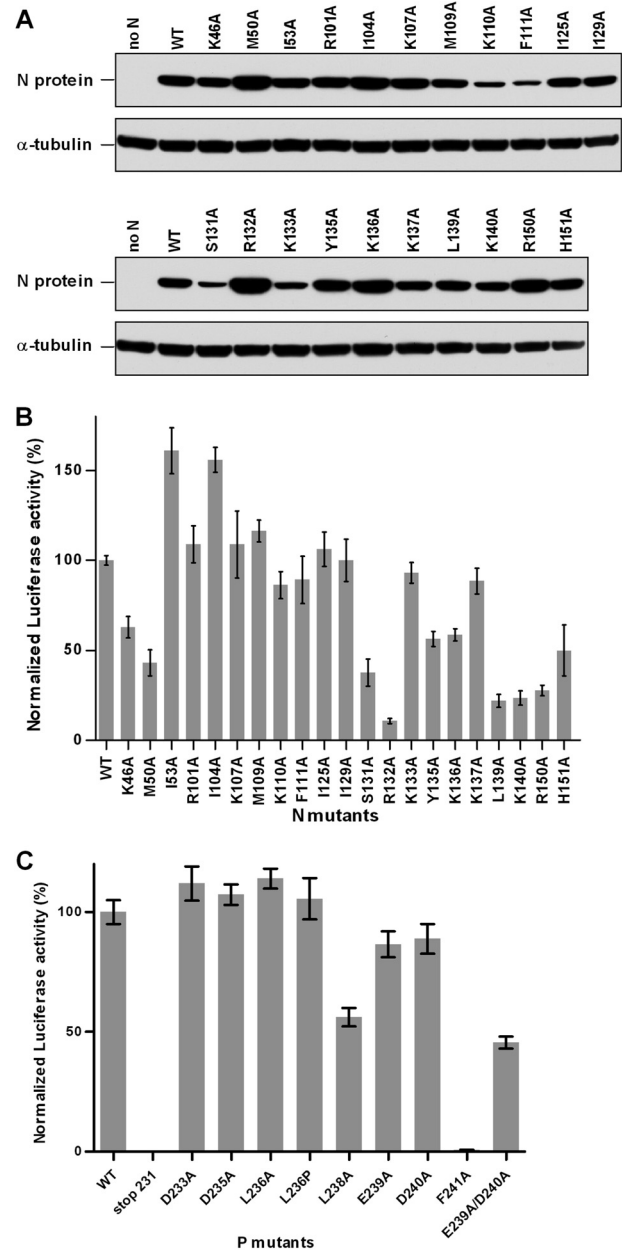 A
no N
WT
K46A
M50A
I53A
R101A
I104A
K107A
M109A
K110A
F111A
I125A
I129A
N protein
α-tubulin
no N
WT
S131A
R132A
K133A
Y135A
K136A
K137A
L139A
K140A
R150A
H151A
N protein
α-tubulin
B
Normalized Luciferase activity (%)
150
100
50
0
WT
K46A
M50A
I53A
R101A
I104A
K107A
M109A
K110A
F111A
I125A
I129A
S131A
R132A
K133A
Y135A
K136A
K137A
L139A
K140A
R150A
H151A
N mutants
C
Normalized Luciferase activity (%)
100
50
0
WT
stop 231
D233A
D235A
L236A
L236P
L238A
E239A
D240A
F241A
E239A/D240A
P mutants